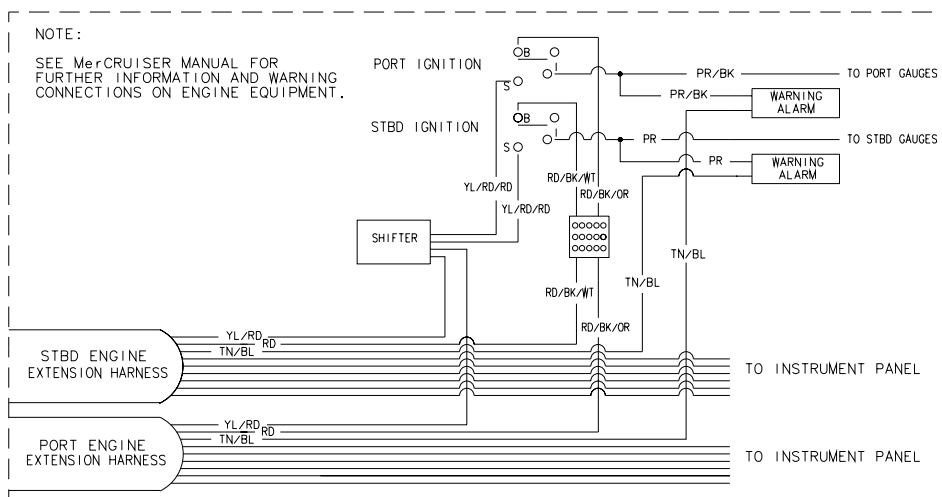 NOTE:
SEE MerCRUISER MANUAL FOR
FURTHER INFORMATION AND WARNING
CONNECTIONS ON ENGINE EQUIPMENT.
PORT IGNITION
B
I
S
PR/BK
TO PORT GAUGES
PR/BK
WARNING
ALARM
STBD IGNITION
B
I
S
PR
TO STBD GAUGES
PR
WARNING
ALARM
YL/RD/RD
YL/RD/RD
RD/BK/WT
RD/BK/OR
SHIFTER
TN/BL
TN/BL
RD/BK/WT
RD/BK/OR
STBD ENGINE
EXTENSION HARNESS
YL/RD
RD
TN/BL
TO INSTRUMENT PANEL
PORT ENGINE
EXTENSION HARNESS
YL/RD
RD
TN/BL
TO INSTRUMENT PANEL